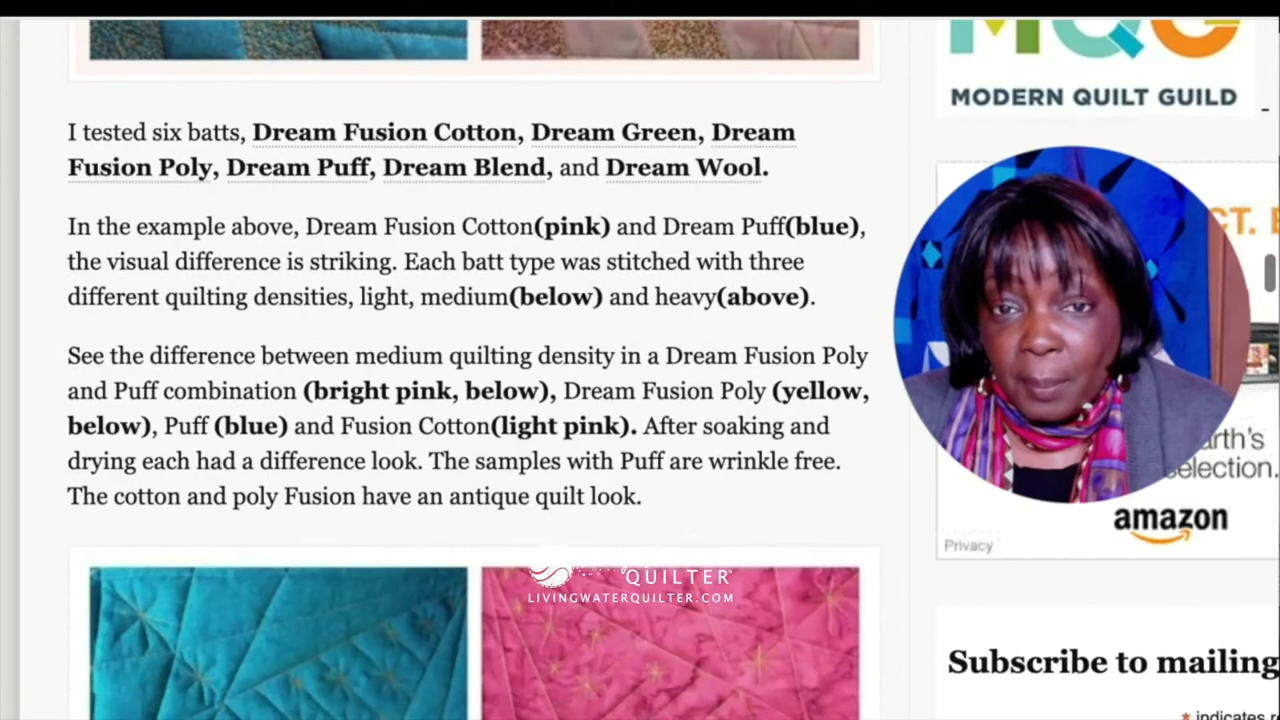 MQG
MODERN QUILT GUILD
I tested six batts, Dream Fusion Cotton, Dream Green, Dream
Fusion Poly, Dream Puff, Dream Blend, and Dream Wool.
In the example above, Dream Fusion Cotton(pink) and Dream Puff(blue),
the visual difference is striking. Each batt type was stitched with three
different quilting densities, light, medium(below) and heavy(above).
See the difference between medium quilting density in a Dream Fusion Poly
and Puff combination (bright pink, below), Dream Fusion Poly (yellow,
below), Puff (blue) and Fusion Cotton(light pink). After soaking and
drying each had a difference look. The samples with Puff are wrinkle free.
The cotton and poly Fusion have an antique quilt look.
QUILTER
LIVINGWATERQUILTER.COM
CT.
arth's
selection.
amazon
Privacy
Subscribe to mailing
* indicates